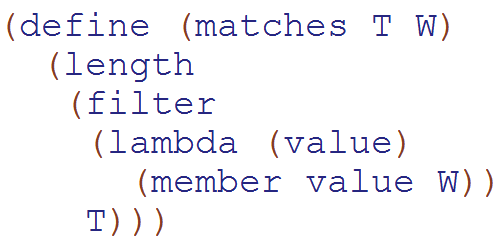 (define (matches T W)
  (length
   (filter
    (lambda (value)
      (member value W))
    T)))